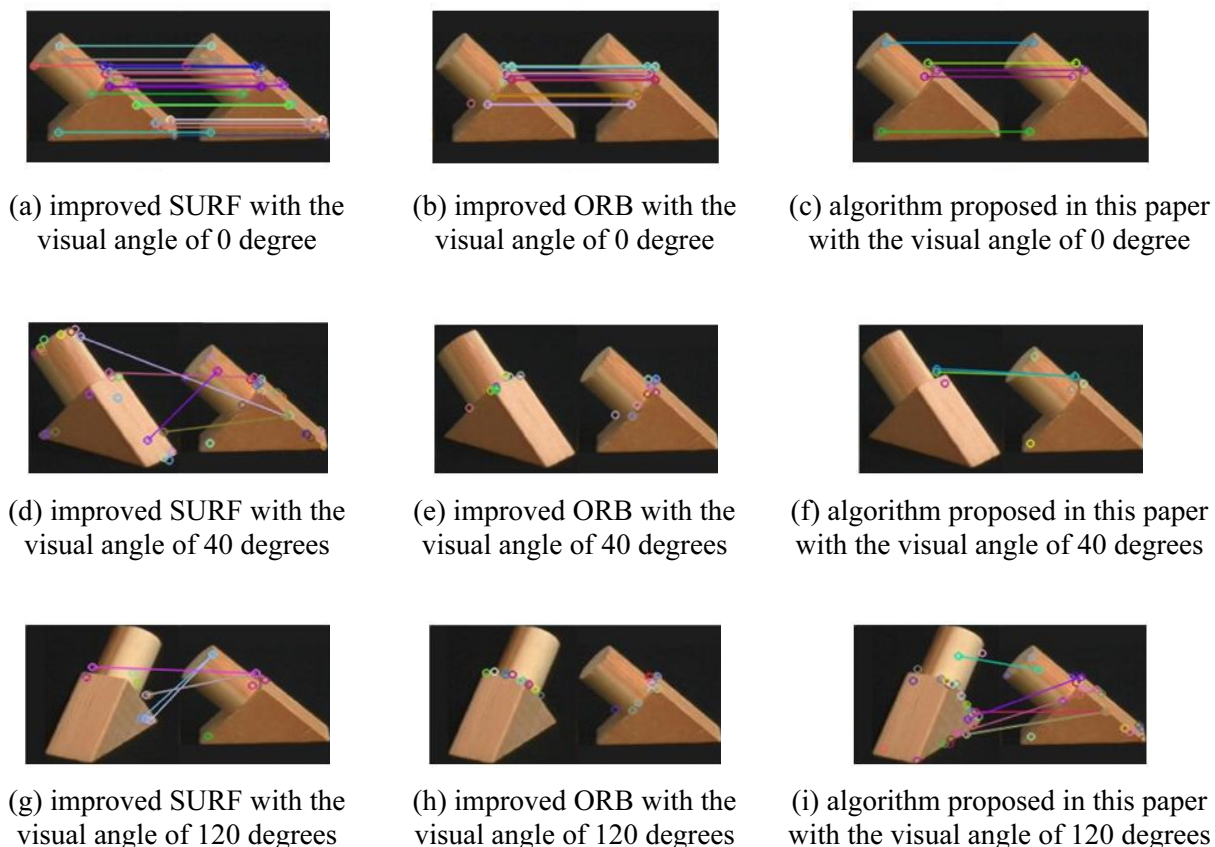 (a) improved SURF with the
visual angle of 0 degree
(b) improved ORB with the
visual angle of 0 degree
(c) algorithm proposed in this paper
with the visual angle of 0 degree
(d) improved SURF with the
visual angle of 40 degrees
(e) improved ORB with the
visual angle of 40 degrees
(f) algorithm proposed in this paper
with the visual angle of 40 degrees
(g) improved SURF with the
visual angle of 120 degrees
(h) improved ORB with the
visual angle of 120 degrees
(i) algorithm proposed in this paper
with the visual angle of 120 degrees